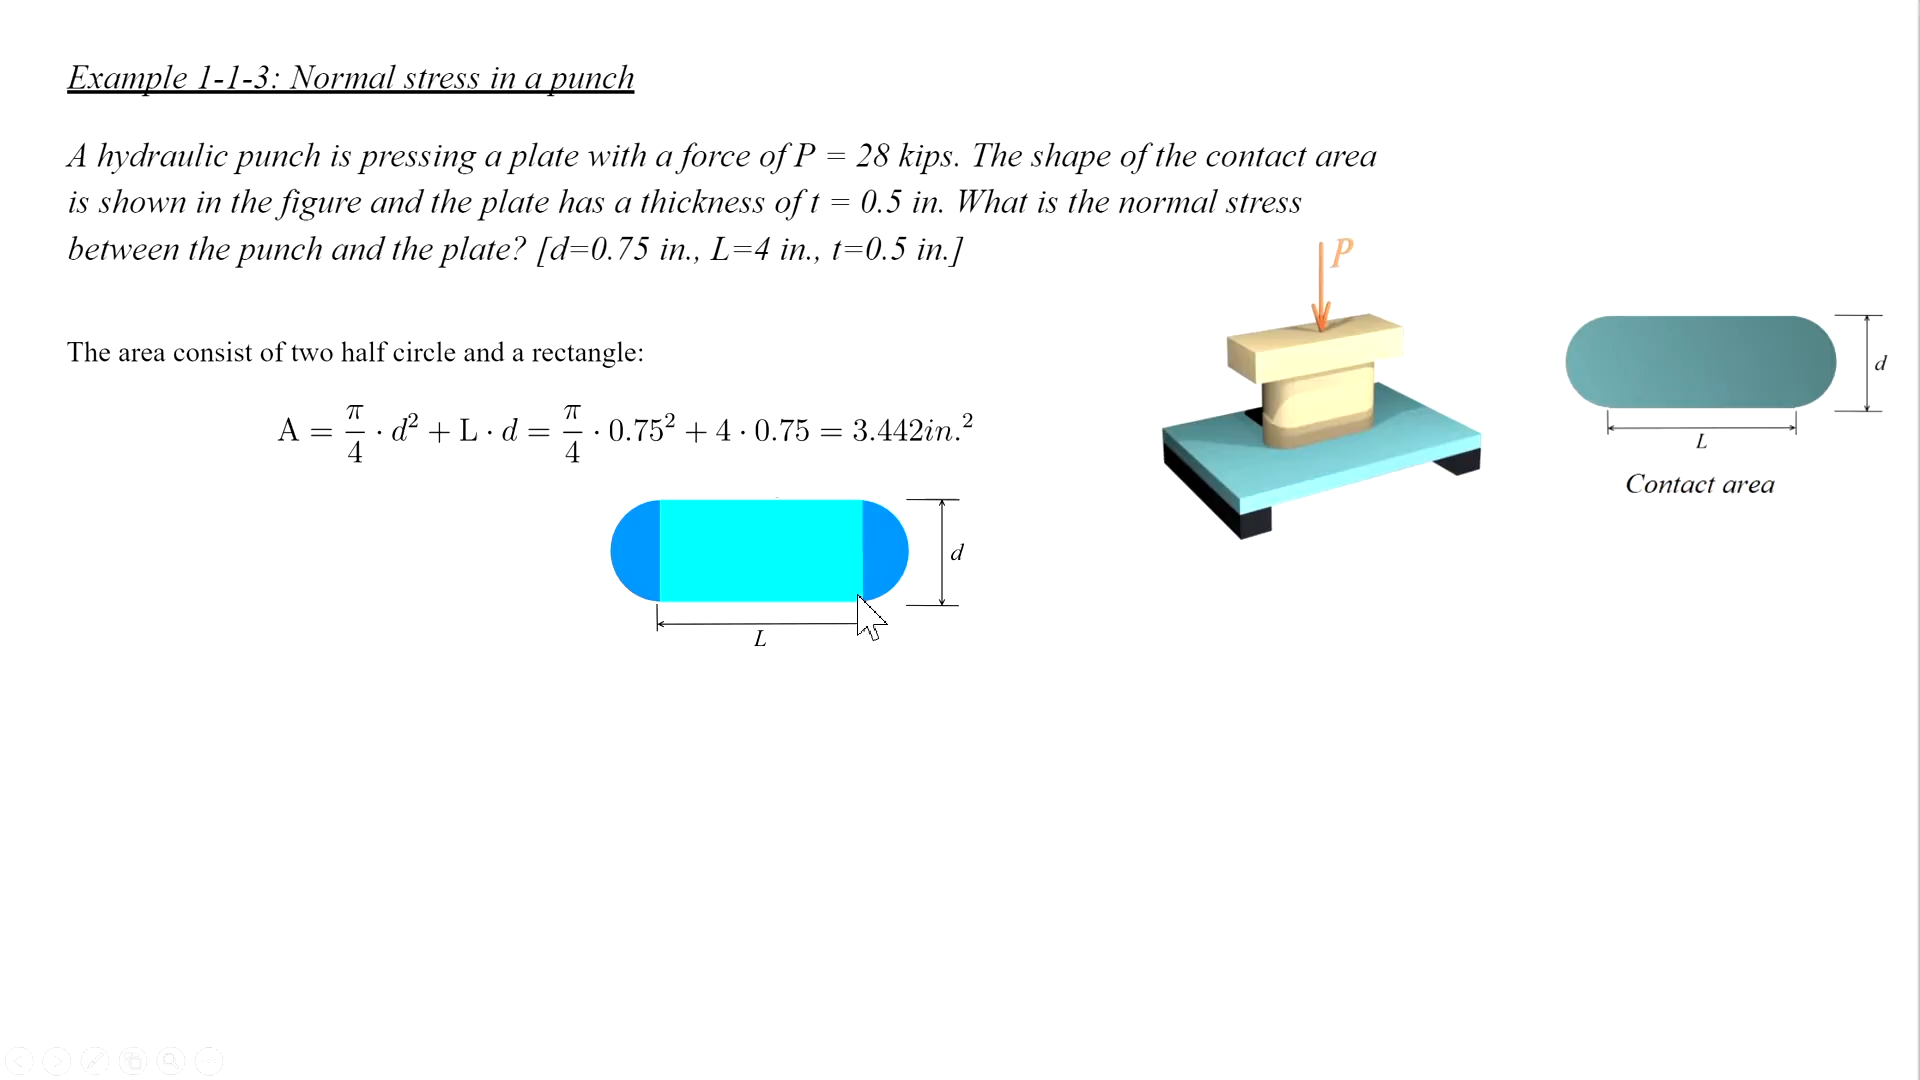 Example 1-1-3: Normal stress in a punch
A hydraulic punch is pressing a plate with a force of P = 28 kips. The shape of the contact area
is shown in the figure and the plate has a thickness of t = 0.5 in. What is the normal stress
between the punch and the plate? [d=0.75 in., L=4 in., t=0.5 in.]
P
d
L
Contact area
The area consist of two half circle and a rectangle:
A = π/4 · d² + L · d = π/4 · 0.75² + 4 · 0.75 = 3.442in.²
d
L